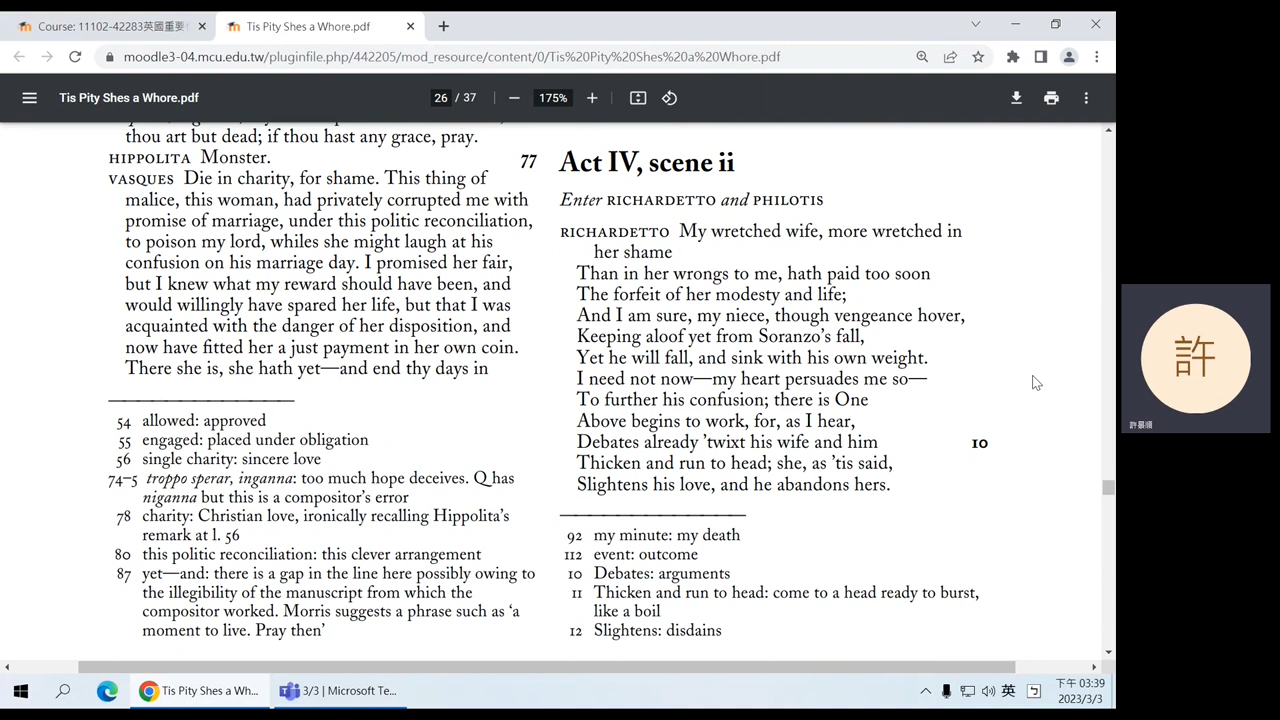 Course: 11102-42283英國重要
Tis Pity Shes a Whore.pdf
moodle3-04.mcu.edu.tw/pluginfile.php/442205/mod_resource/content/0/Tis%20Pity%20Shes%20a%20Whore.pdf
Tis Pity Shes a Whore.pdf
26 / 37
175%
thou art but dead; if thou hast any grace, pray.
HIPPOLITA Monster.
77
VASQUES Die in charity, for shame. This thing of
malice, this woman, had privately corrupted me with
promise of marriage, under this politic reconciliation,
to poison my lord, whiles she might laugh at his
confusion on his marriage day. I promised her fair,
but I knew what my reward should have been, and
would willingly have spared her life, but that I was
acquainted with the danger of her disposition, and
now have fitted her a just payment in her own coin.
There she is, she hath yet—and end thy days in
54 allowed: approved
55 engaged: placed under obligation
56 single charity: sincere love
74–5 troppo sperar, inganna: too much hope deceives. Q has
niganna but this is a compositor's error
78 charity: Christian love, ironically recalling Hippolita's
remark at l. 56
80 this politic reconciliation: this clever arrangement
87 yet—and: there is a gap in the line here possibly owing to
the illegibility of the manuscript from which the
compositor worked. Morris suggests a phrase such as 'a
moment to live. Pray then'
Act IV, scene ii
Enter RICHARDETTO and PHILOTIS
RICHARDETTO My wretched wife, more wretched in
her shame
Than in her wrongs to me, hath paid too soon
The forfeit of her modesty and life;
And I am sure, my niece, though vengeance hover,
Keeping aloof yet from Soranzo's fall,
Yet he will fall, and sink with his own weight.
I need not now—my heart persuades me so—
To further his confusion; there is One
Above begins to work, for, as I hear,
Debates already 'twixt his wife and him 10
Thicken and run to head; she, as 'tis said,
Slightens his love, and he abandons hers.
92 my minute: my death
112 event: outcome
10 Debates: arguments
11 Thicken and run to head: come to a head ready to burst,
like a boil
12 Slightens: disdains
許
許景順
Tis Pity Shes a Wh...
3/3 | Microsoft Te...
英
下午 03:39
2023/3/3